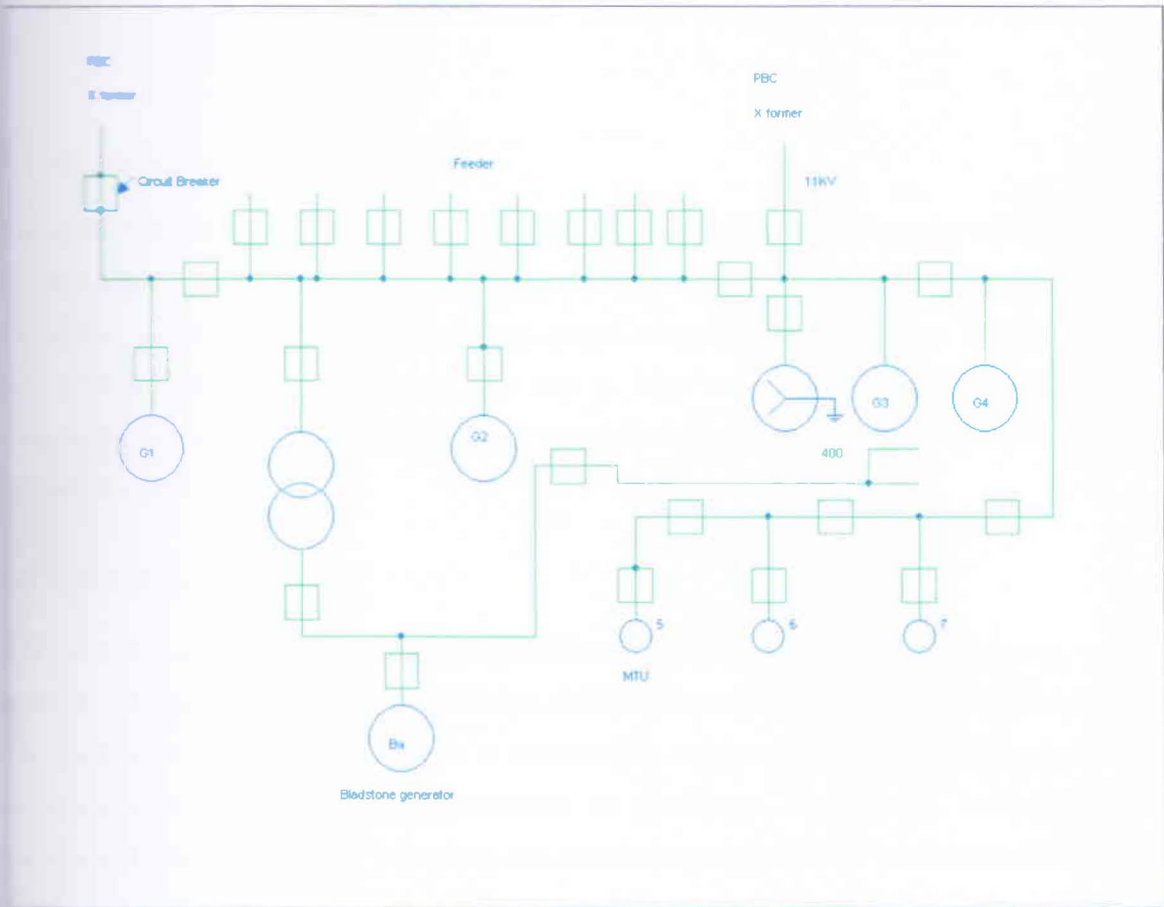 PBC
X former
Circuit Breaker
Feeder
11KV
G1
G2
G3
G4
400
5
6
7
MTU
Bladstone generator